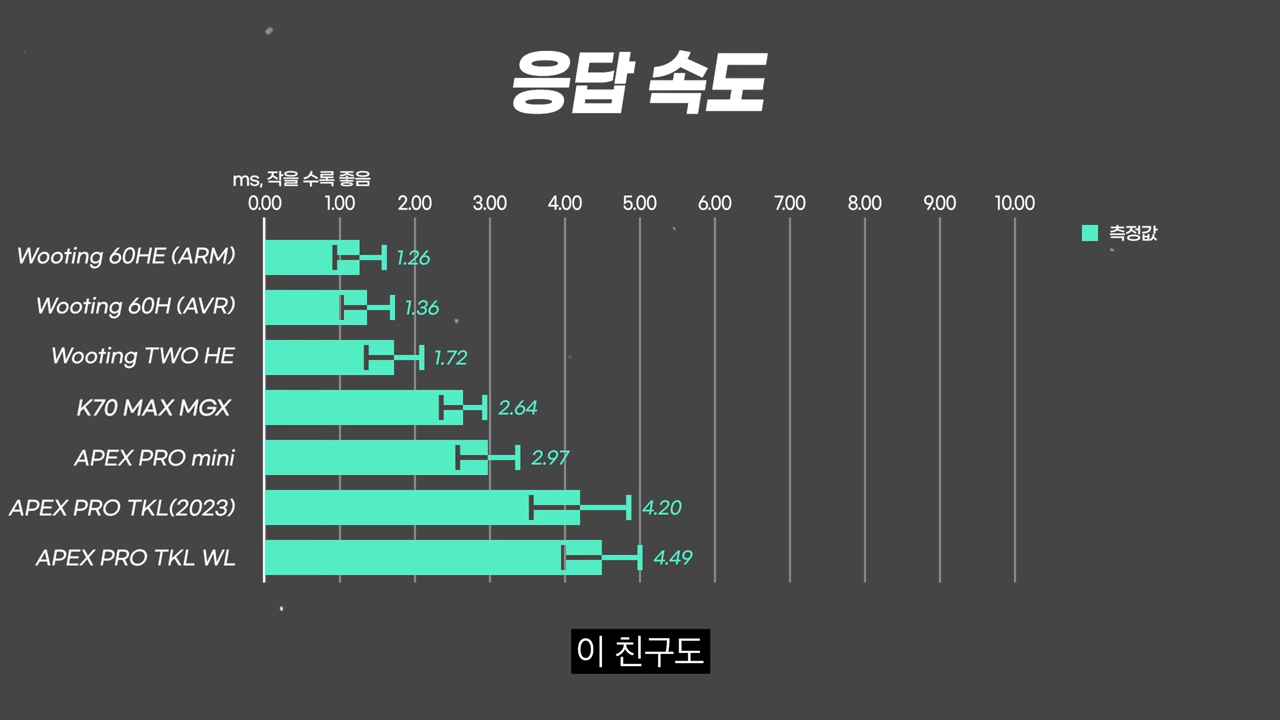 응답 속도
ms, 작을 수록 좋음
0.00 1.00 2.00 3.00 4.00 5.00 6.00 7.00 8.00 9.00 10.00
측정값
Wooting 60HE (ARM) 1.26
Wooting 60H (AVR) 1.36
Wooting TWO HE 1.72
K70 MAX MGX 2.64
APEX PRO mini 2.97
APEX PRO TKL(2023) 4.20
APEX PRO TKL WL 4.49
이 친구도